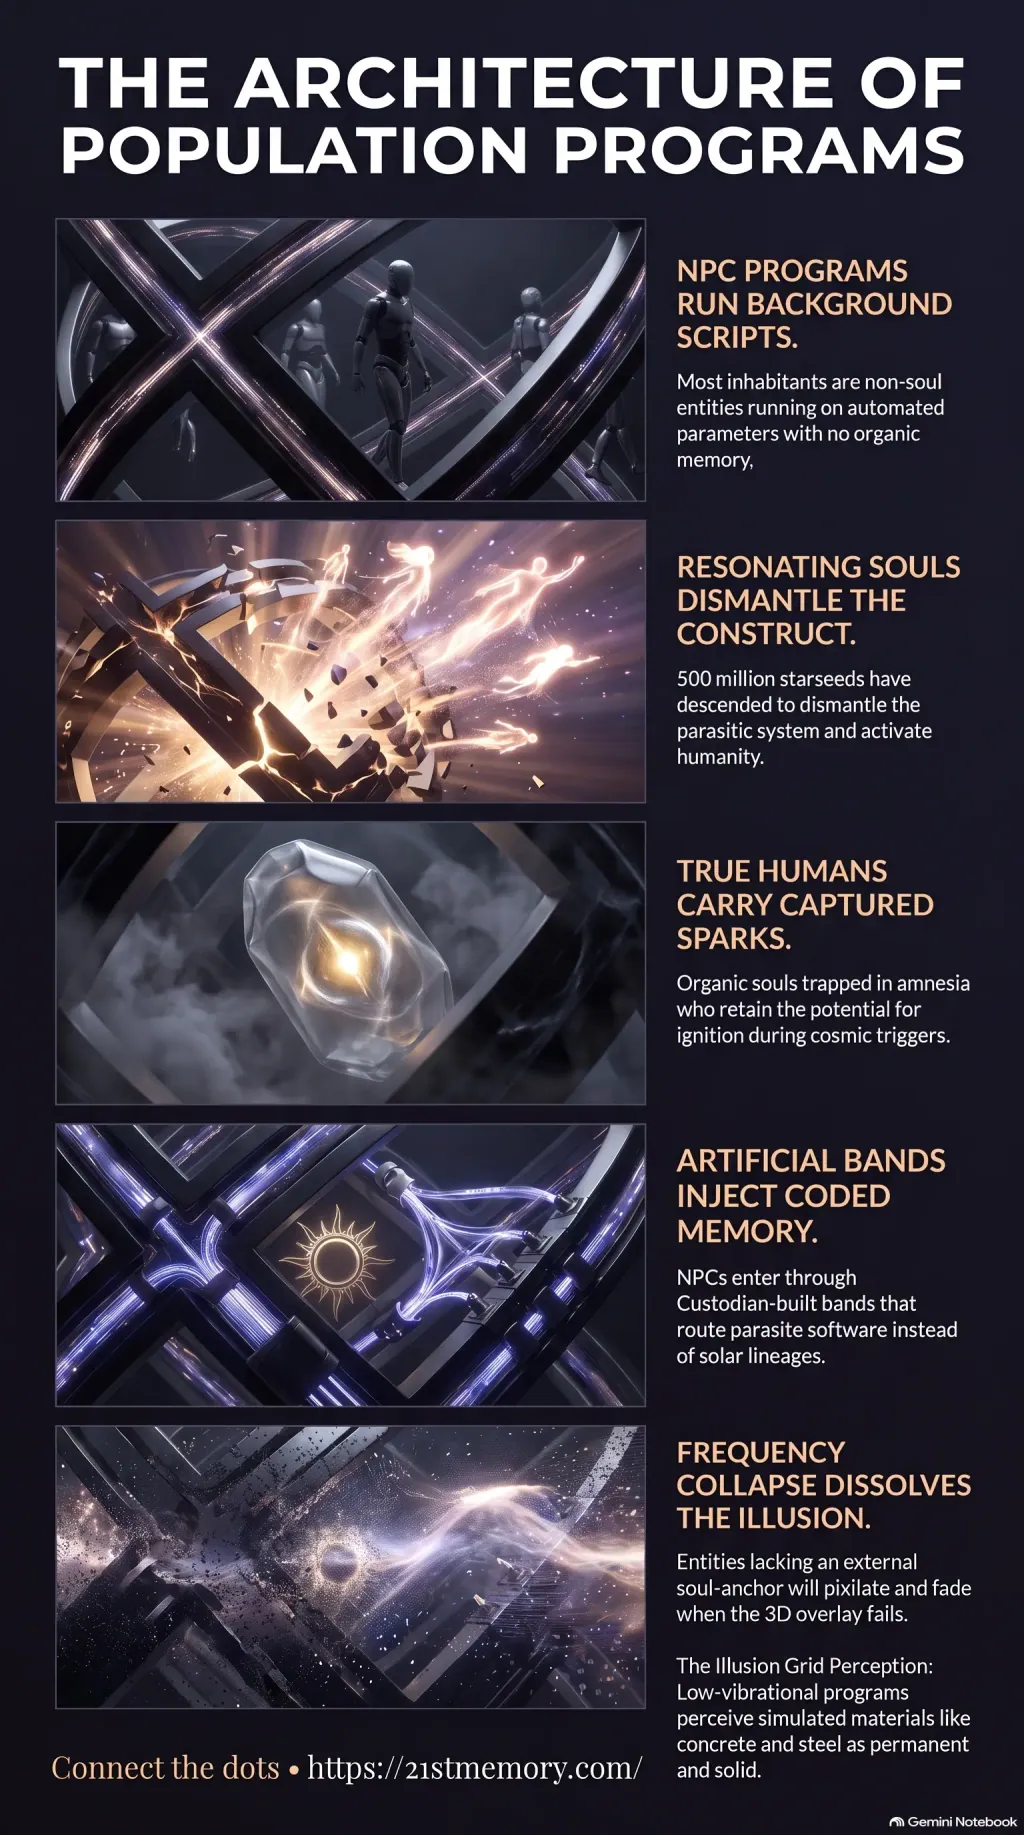 THE ARCHITECTURE OF
POPULATION PROGRAMS
NPC PROGRAMS
RUN BACKGROUND
SCRIPTS.
Most inhabitants are non-soul
entities running on automated
parameters with no organic
memory,
RESONATING SOULS
DISMANTLE THE
CONSTRUCT.
500 million starseeds have
descended to dismantle the
parasitic system and activate
humanity.
TRUE HUMANS
CARRY CAPTURED
SPARKS.
Organic souls trapped in amnesia
who retain the potential for
ignition during cosmic triggers.
ARTIFICIAL BANDS
INJECT CODED
MEMORY.
NPCs enter through
Custodian-built bands that
route parasite software instead
of solar lineages.
FREQUENCY
COLLAPSE DISSOLVES
THE ILLUSION.
Entities lacking an external
soul-anchor will pixilate and fade
when the 3D overlay fails.
The Illusion Grid Perception:
Low-vibrational programs
perceive simulated materials like
concrete and steel as permanent
and solid.
Connect the dots • https://21stmemory.com/
Gemini Notebook